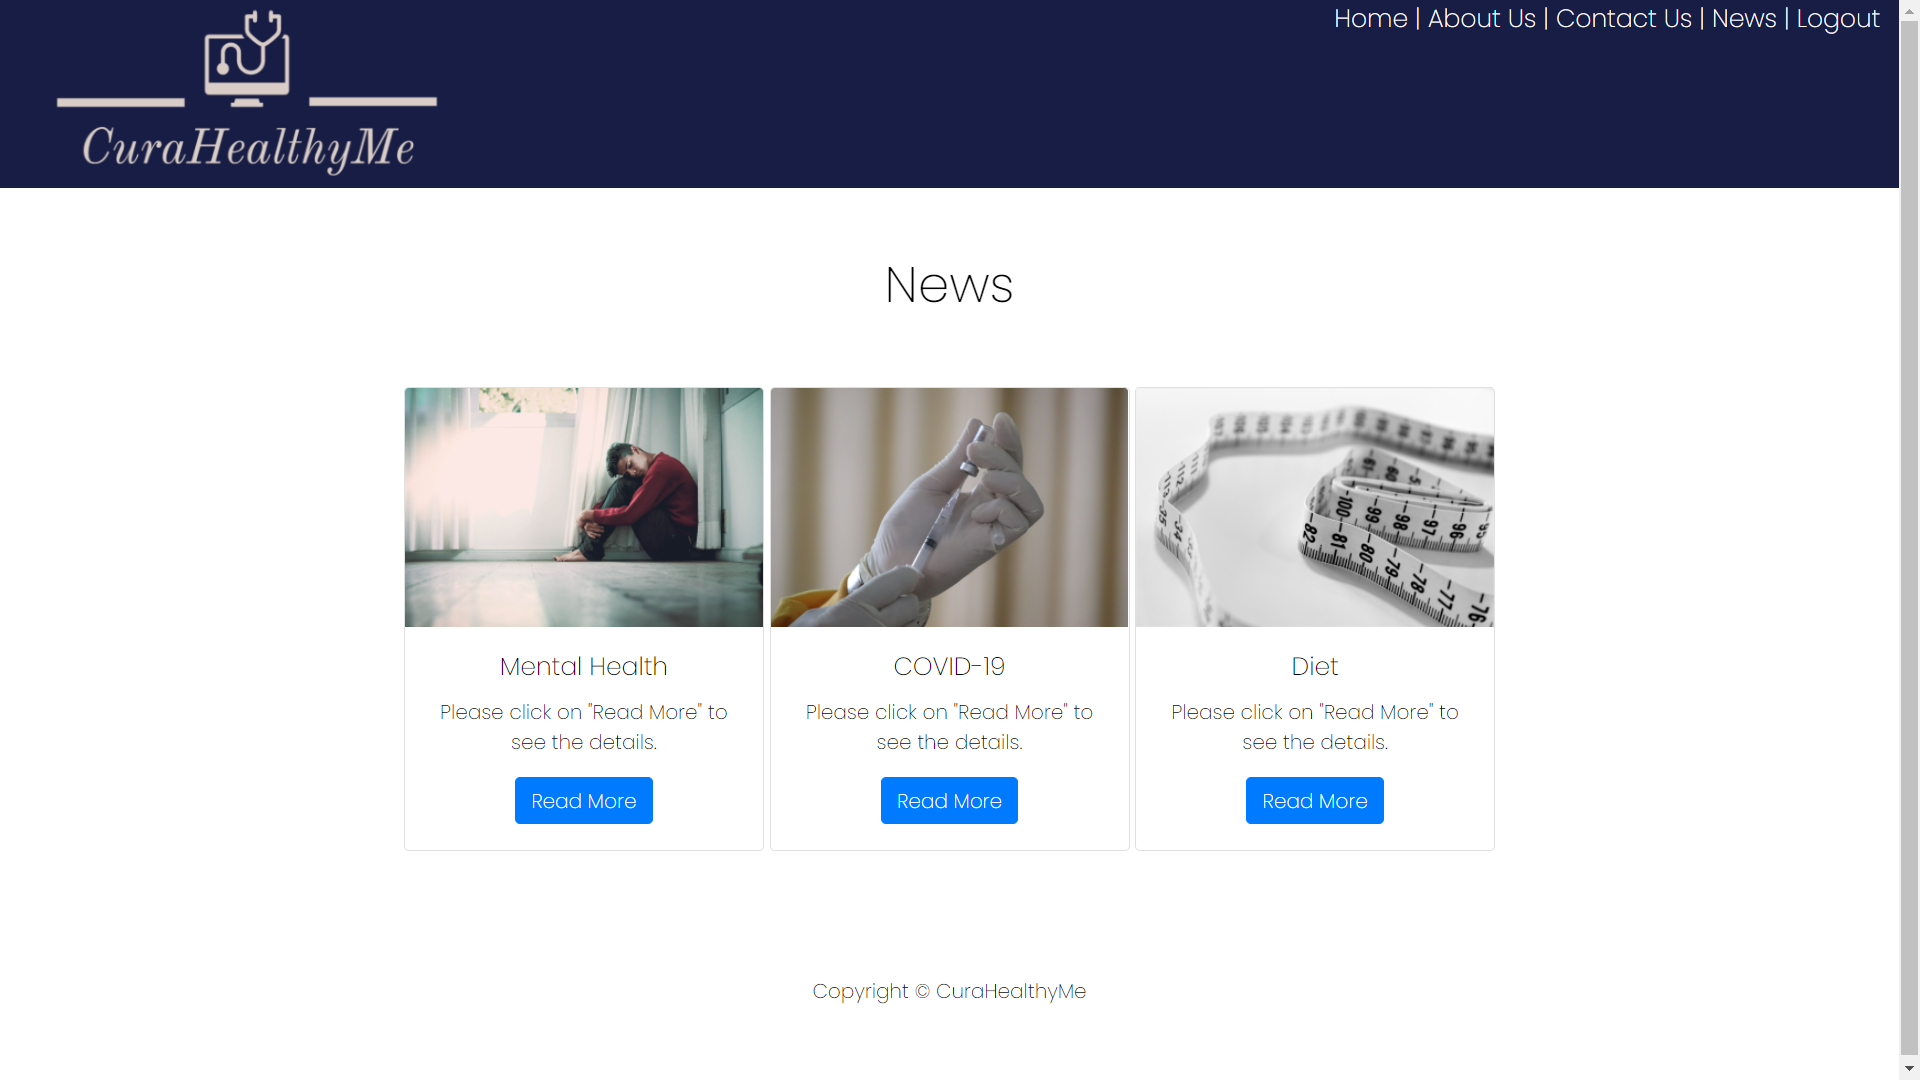 Home | About Us | Contact Us | News | Logout
CuraHealthyMe
News
Mental Health
Please click on "Read More" to
see the details.
Read More
COVID-19
Please click on "Read More" to
see the details.
Read More
Diet
Please click on "Read More" to
see the details.
Read More
Copyright © CuraHealthyMe